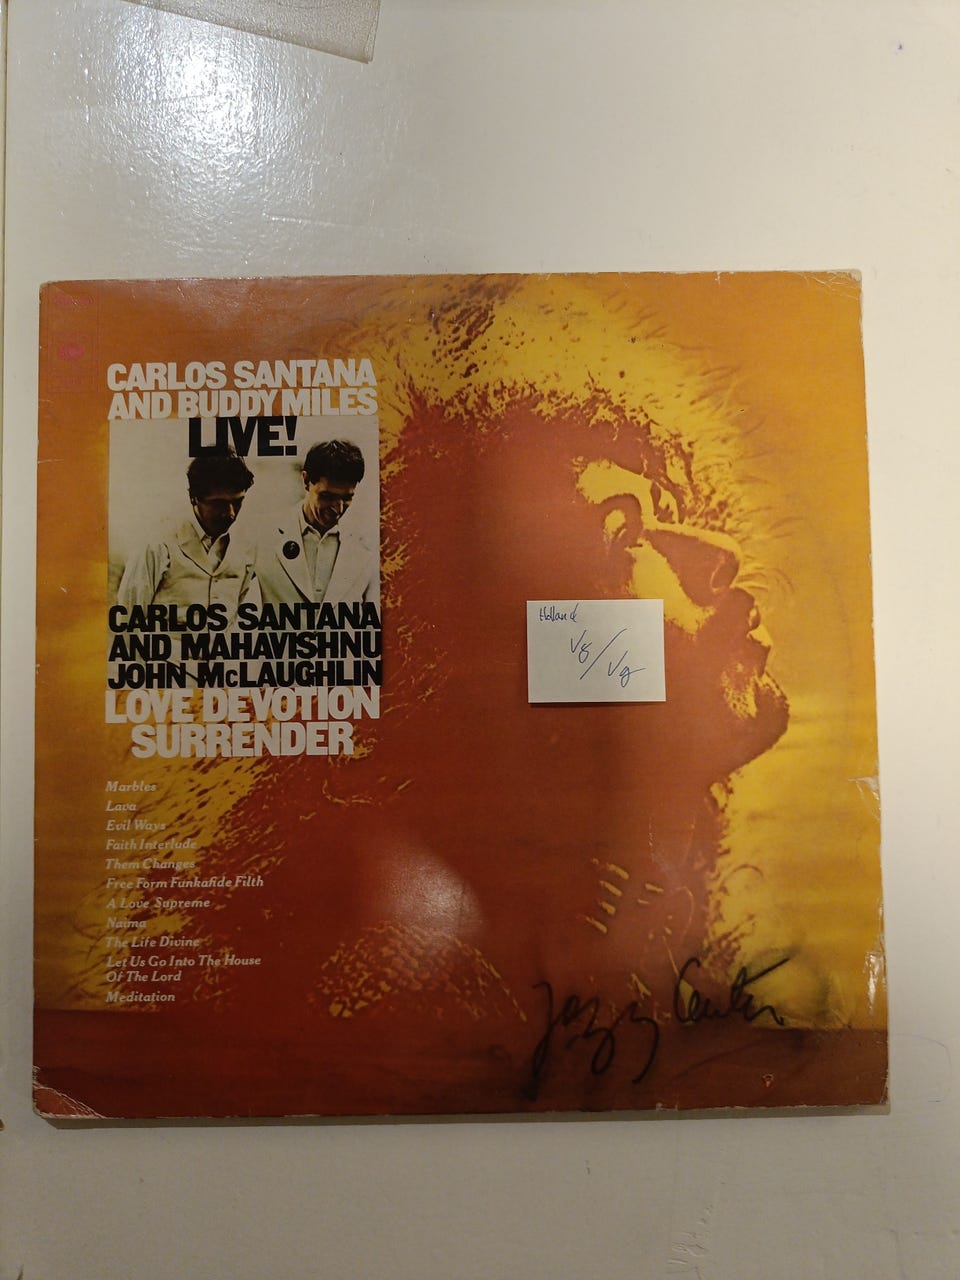 CARLOS SANTANA
AND BUDDY MILES
LIVE!
CARLOS SANTANA
AND MAHAVISHNU
JOHN McLAUGHLIN
LOVE DEVOTION
SURRENDER
Marbles
Lava
Evil Ways
Faith Interlude
Them Changes
Free Form Funkafide Filth
A Love Supreme
Naima
The Life Divine
Let Us Go Into The House
Of The Lord
Meditation
Holland
Vg/Vg